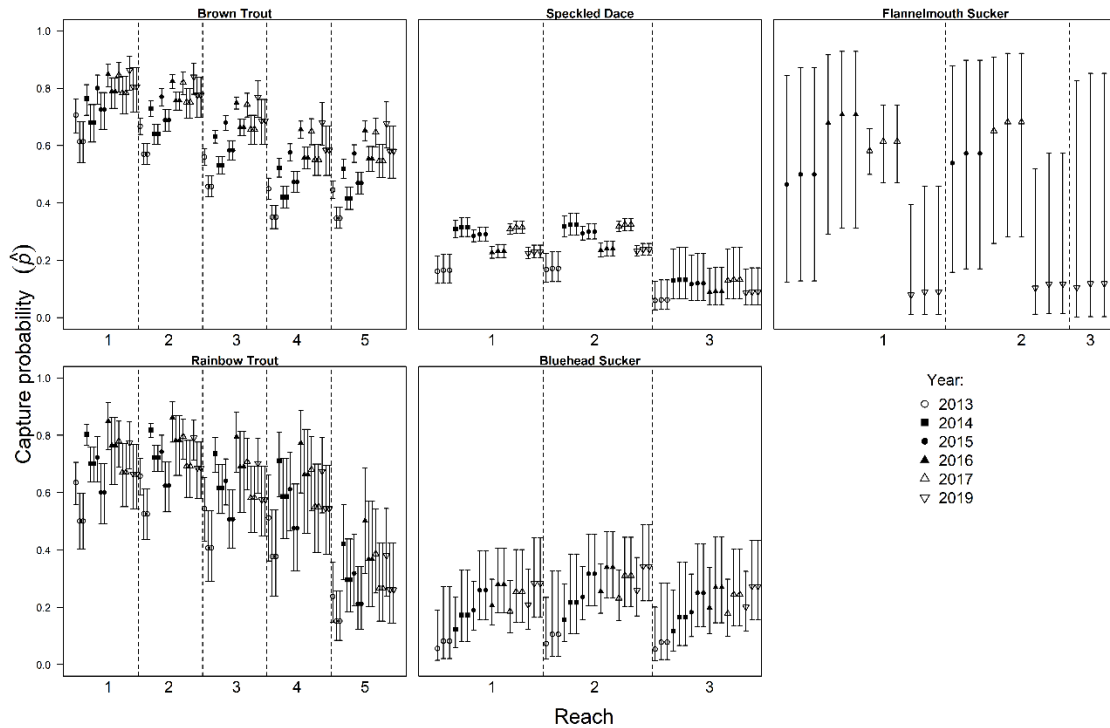 Brown Trout
Speckled Dace
Flannelmouth Sucker
1.0
0.8
0.6
0.4
0.2
0.0
1 2 3 4 5
1 2 3
1 2 3
Capture probability (p̂)
Rainbow Trout
Bluehead Sucker
1.0
0.8
0.6
0.4
0.2
0.0
1 2 3 4 5
1 2 3
Year:
2013
2014
2015
2016
2017
2019
Reach